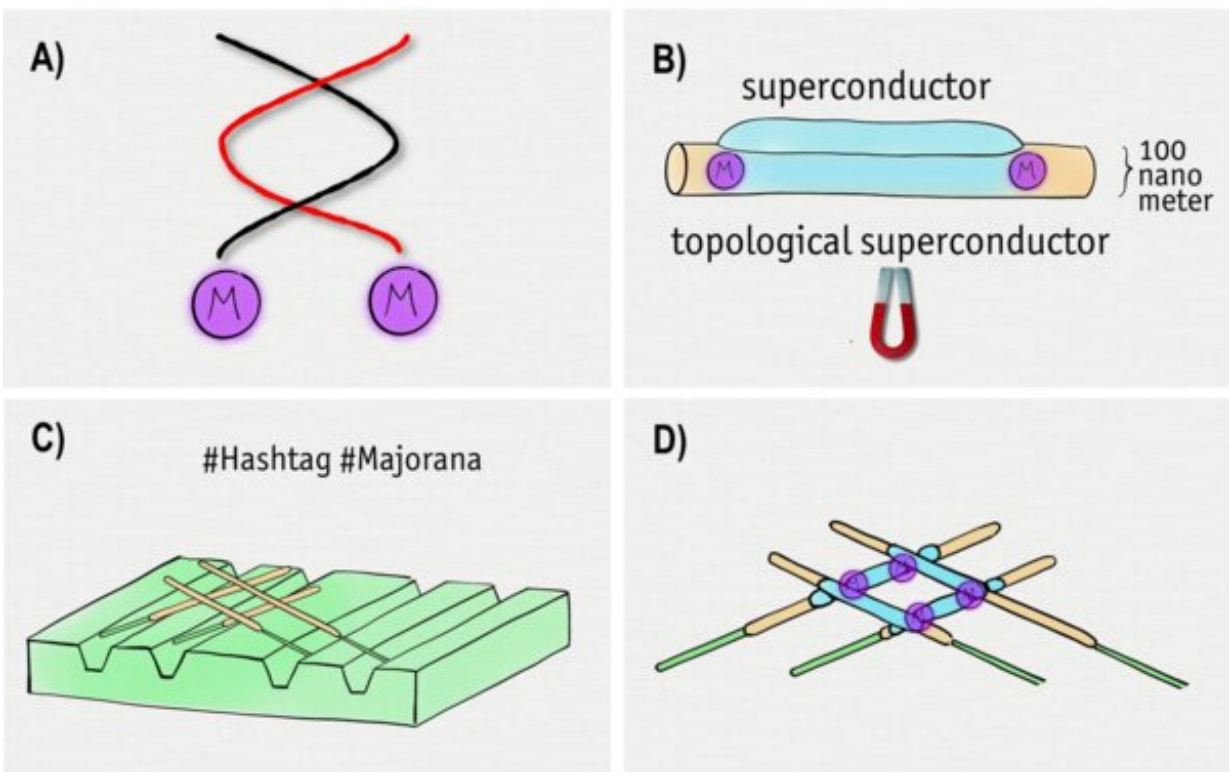 A)
M M
B)
superconductor
M M
100
nano
meter
topological superconductor
C)
#Hashtag #Majorana
D)